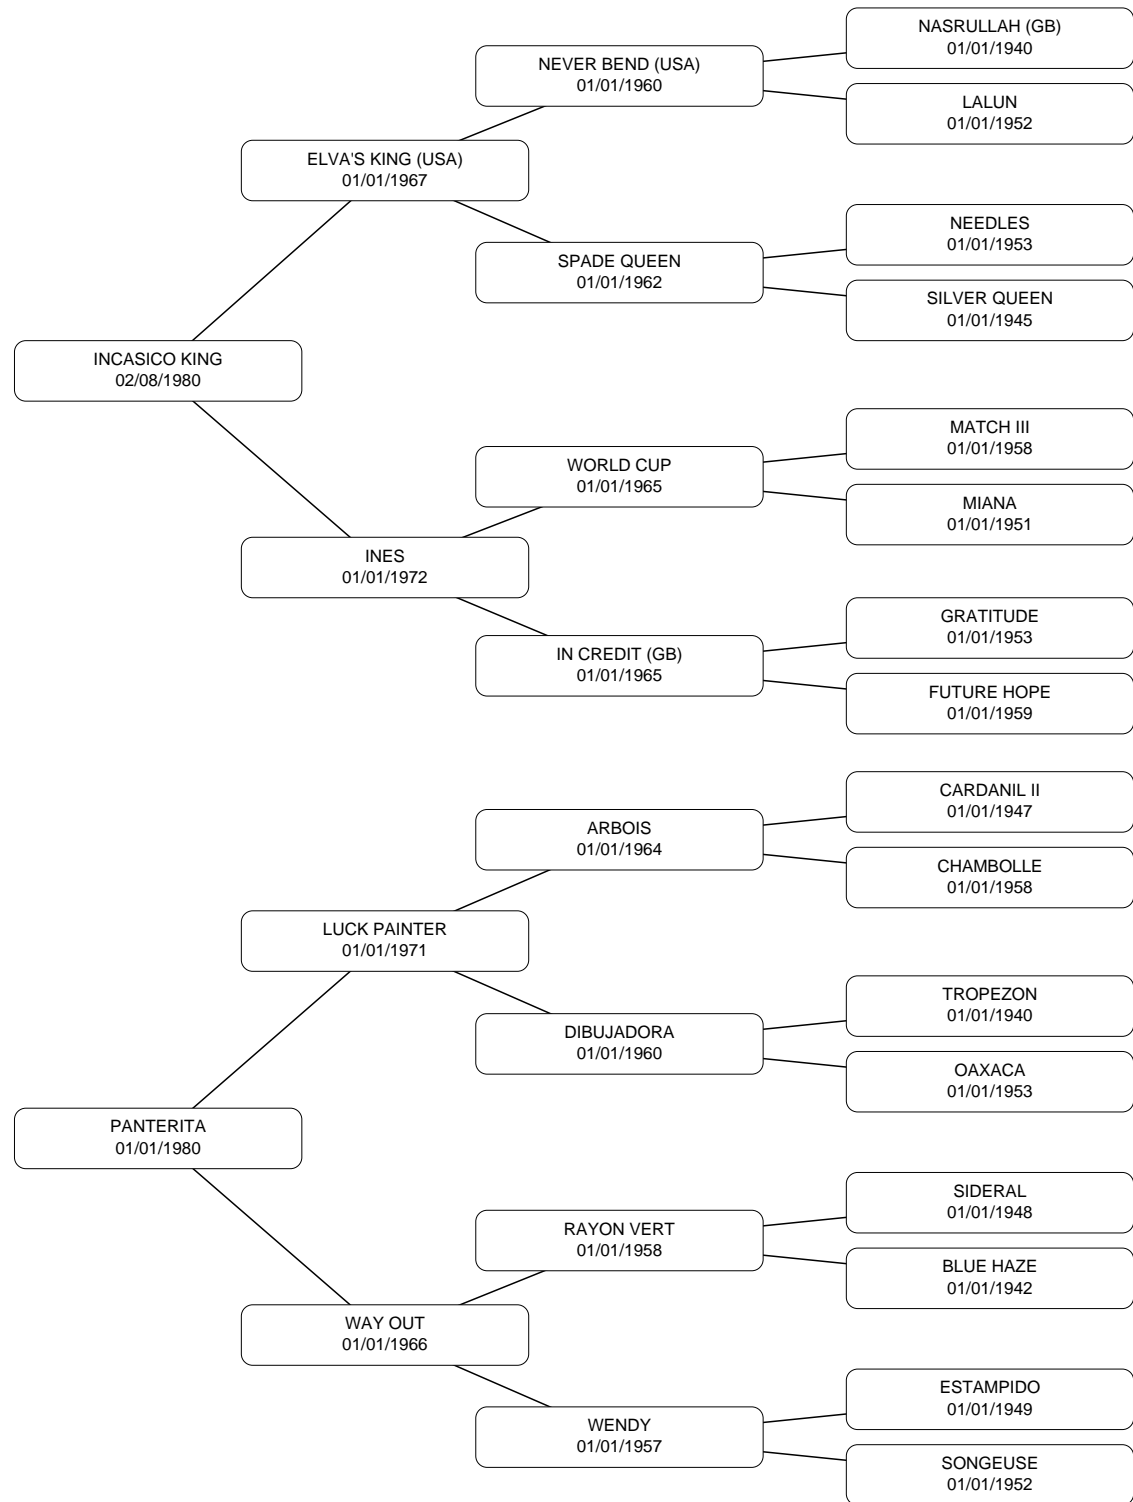 NASRULLAH (GB)
01/01/1940
NEVER BEND (USA)
01/01/1960
LALUN
01/01/1952
ELVA'S KING (USA)
01/01/1967
NEEDLES
01/01/1953
SPADE QUEEN
01/01/1962
SILVER QUEEN
01/01/1945
INCASICO KING
02/08/1980
MATCH III
01/01/1958
WORLD CUP
01/01/1965
MIANA
01/01/1951
INES
01/01/1972
GRATITUDE
01/01/1953
IN CREDIT (GB)
01/01/1965
FUTURE HOPE
01/01/1959
CARDANIL II
01/01/1947
ARBOIS
01/01/1964
CHAMBOLLE
01/01/1958
LUCK PAINTER
01/01/1971
TROPEZON
01/01/1940
DIBUJADORA
01/01/1960
OAXACA
01/01/1953
PANTERITA
01/01/1980
SIDERAL
01/01/1948
RAYON VERT
01/01/1958
BLUE HAZE
01/01/1942
WAY OUT
01/01/1966
ESTAMPIDO
01/01/1949
WENDY
01/01/1957
SONGEUSE
01/01/1952